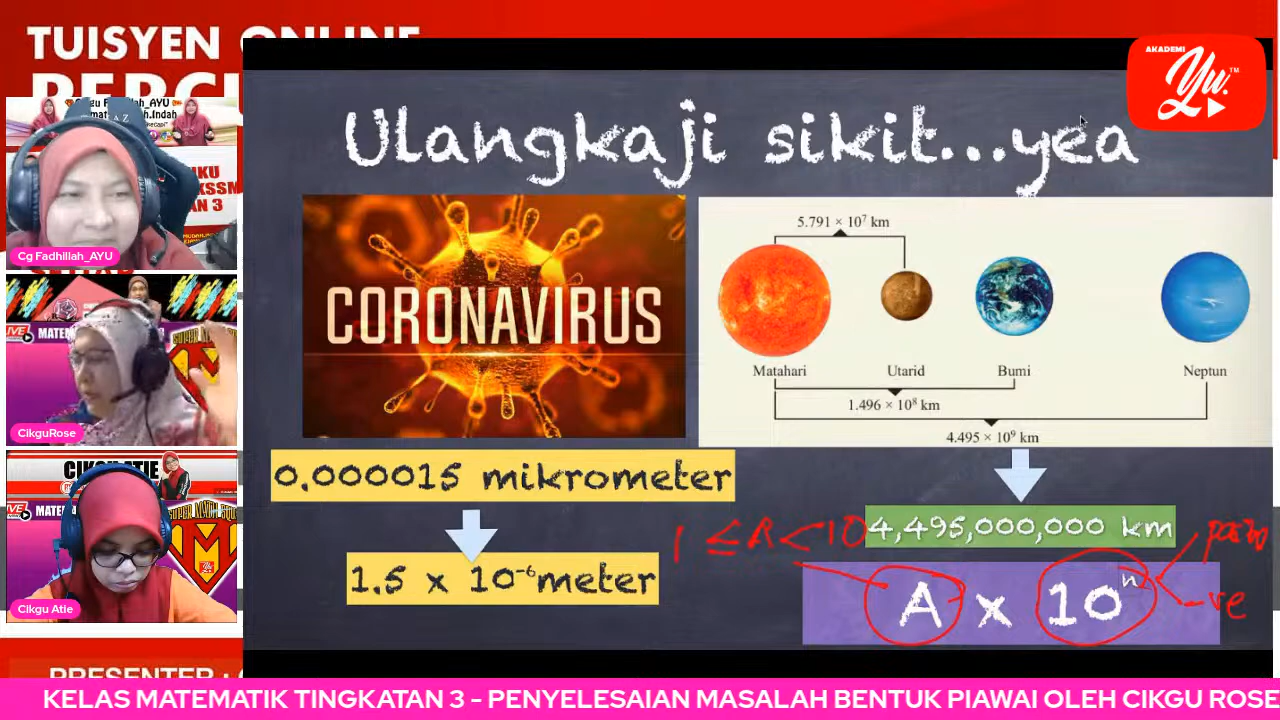 TUISYEN ONLINE
AKADEMI
Yu.
TM
Ulangkaji sikit...yea
Cg Fadhillah_AYU
CORONAVIRUS
5.791 × 10⁷ km
Matahari
Utarid
Bumi
Neptun
1.496 × 10⁸ km
4.495 × 10⁹ km
CikguRose
0.000015 mikrometer
4,495,000,000 km
1 ≤ A < 10
1.5 x 10⁻⁶meter
A x 10ⁿ
-ve
CIKGU ATIE
Cikgu Atie
PRESENTER :
KELAS MATEMATIK TINGKATAN 3 - PENYELESAIAN MASALAH BENTUK PIAWAI OLEH CIKGU ROSE